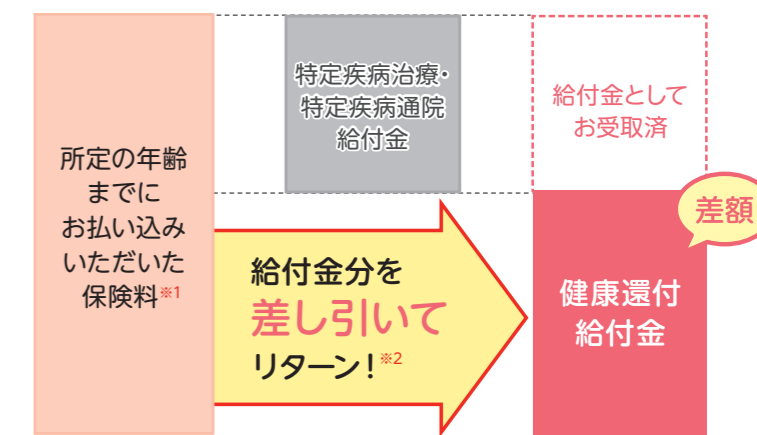 所定の年齢
までに
お払い込み
いただいた
保険料※1
特定疾病治療・
特定疾病通院
給付金
給付金として
お受取済
給付金分を
差し引いて
リターン！※2
差額
健康還付
給付金